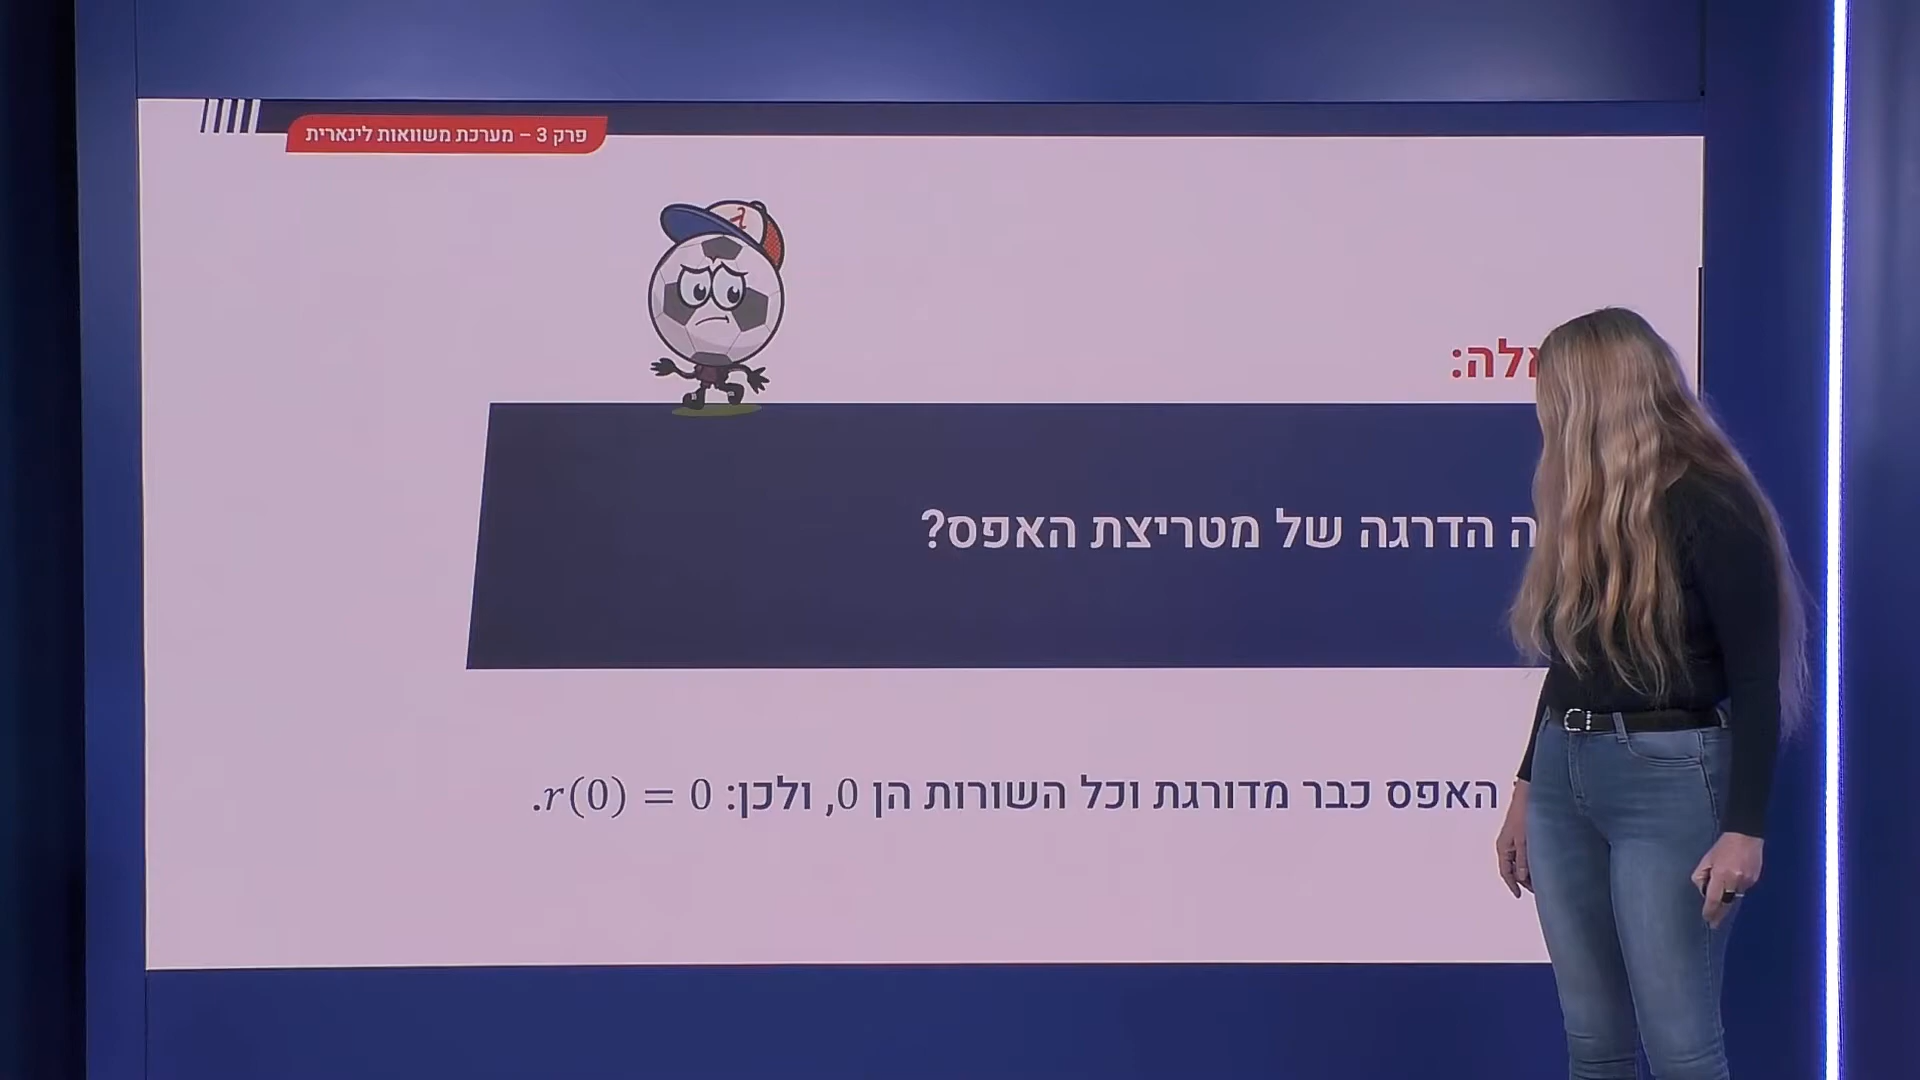 פרק 3 – מערכת משוואות לינארית
הדרגה של מטריצת האפס?
האפס כבר מדורגת וכל השורות הן 0, ולכן: r(0) = 0.